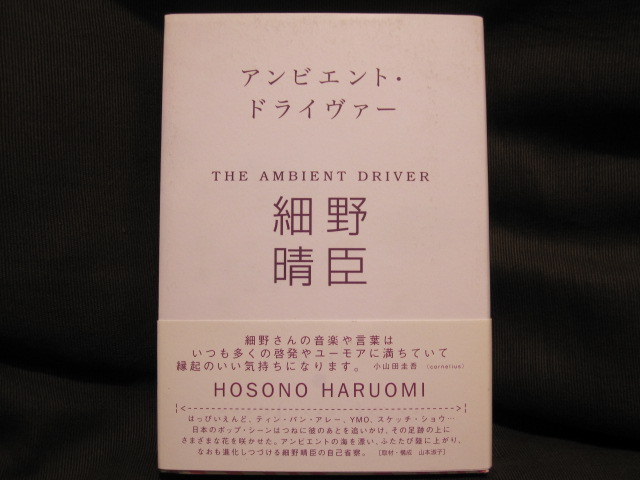 アンビエント・
ドライヴァー
THE AMBIENT DRIVER
細野
晴臣
細野さんの音楽や言葉は
いつも多くの啓発やユーモアに満ちていて
縁起のいい気持ちになります。 小山田圭吾 (cornelius)
HOSONO HARUOMI
はっぴいえんど、ティン・パン・アレー、YMO、スケッチ・ショウ…
日本のポップ・シーンはつねに彼のあとを追いかけ、その足跡の上に
さまざまな花を咲かせた。アンビエントの海を漂い、ふたたび陸に上がり、
なおも進化しつづける細野晴臣の自己省察。 [取材・構成 山本淑子]